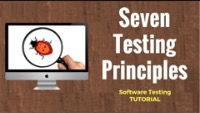 Seven
Testing
Principles
Software Testing
TUTORIAL